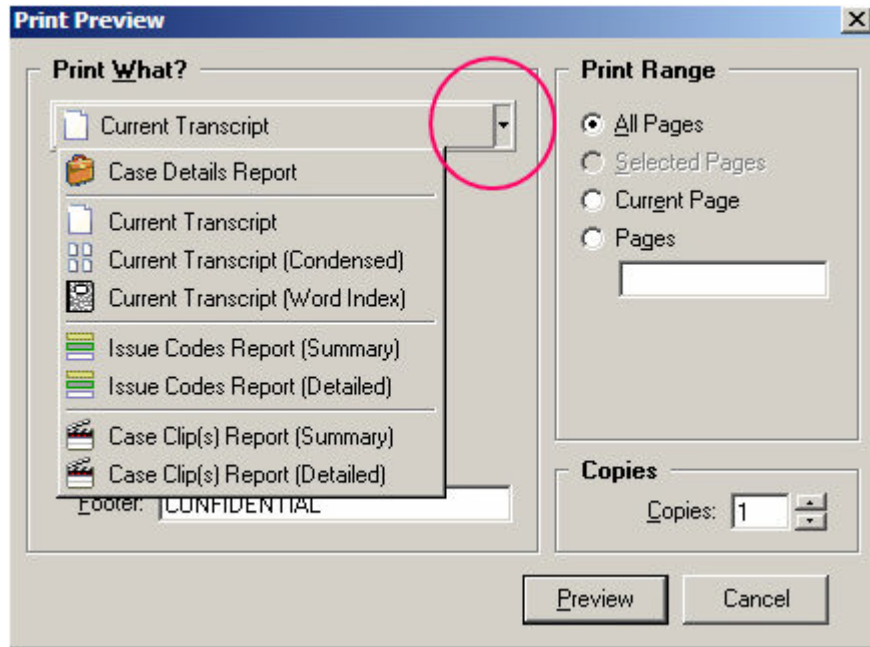 Print Preview
Print What?
Current Transcript
Case Details Report
Current Transcript
Current Transcript (Condensed)
Current Transcript (Word Index)
Issue Codes Report (Summary)
Issue Codes Report (Detailed)
Case Clip(s) Report (Summary)
Case Clip(s) Report (Detailed)
Footer: CONFIDENTIAL
Print Range
All Pages
Selected Pages
Current Page
Pages
Copies
Copies: 1
Preview
Cancel